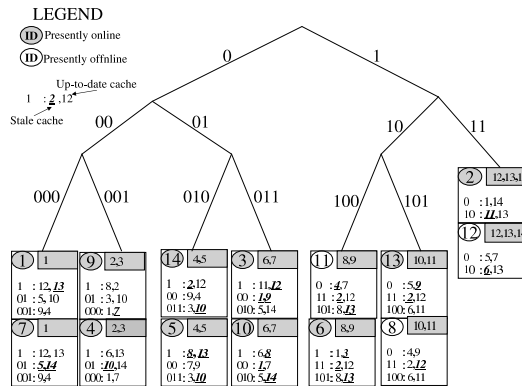 LEGEND
ID Presently online
ID Presently offnline
Up-to-date cache
1 : 2 ,12
Stale cache
0
1
00
01
10
11
000
001
010
011
100
101
2 12,13,1
0 : 1,14
10 : 11,13
12 12,13,14
0 : 5,7
10 : 6,13
1 1
1 : 12,13
01 : 5, 10
001: 9,4
9 2,3
1 : 8,2
01 : 3, 10
000: 1,7
14 4,5
1 : 2,12
00 : 9,4
011: 3,10
3 6,7
1 : 11,12
00 : 1,9
010: 5,14
11 8,9
0 : 4,7
11 : 2,12
101: 8,13
13 10,11
0 : 5,9
11 : 2,12
100: 6,11
7 1
1 : 12, 13
01 : 5,14
001: 9,4
4 2,3
1 : 6,13
01 : 10,14
000: 1,7
5 4,5
1 : 8,13
00 : 7,9
011: 3,10
10 6,7
1 : 6,8
00 : 1,7
010: 5,14
6 8,9
1 : 1,3
11 : 2,12
101: 8,13
8 10,11
0 : 4,9
11 : 2,12
100: 6,11